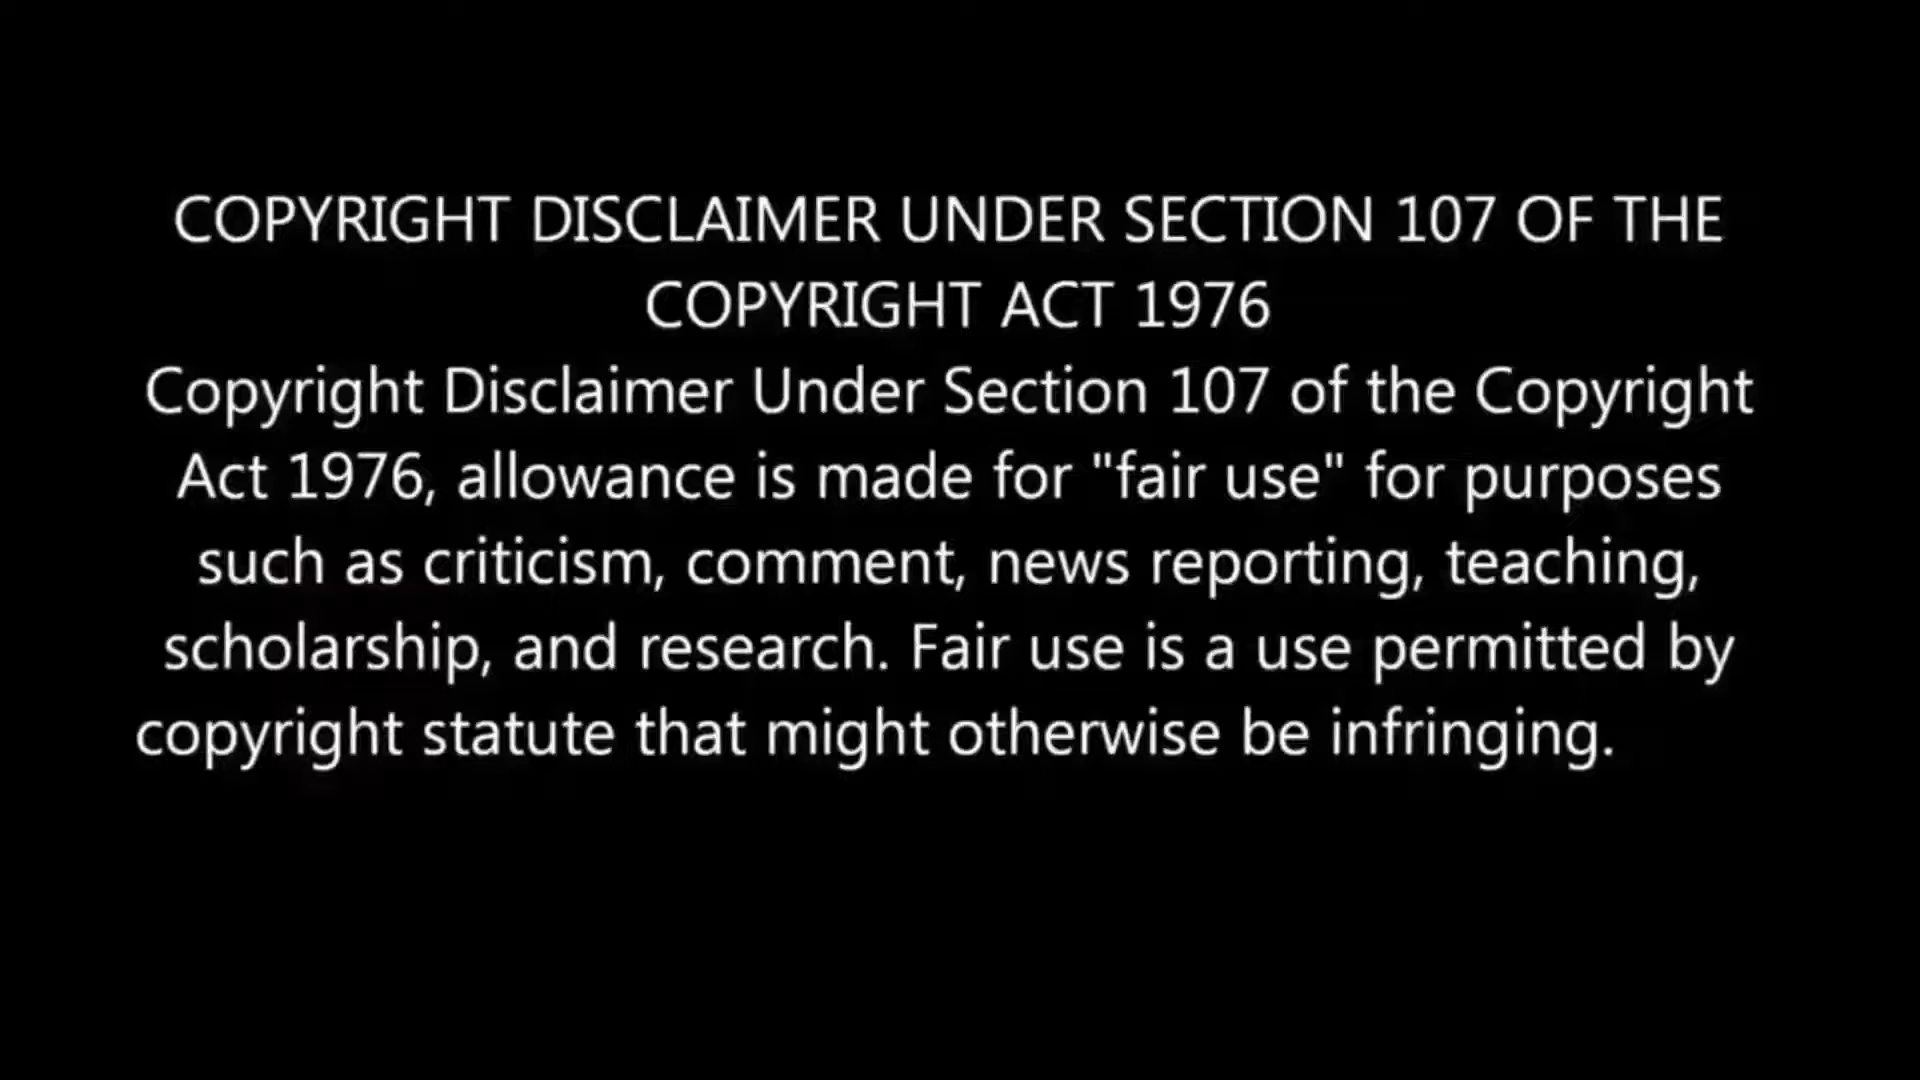 COPYRIGHT DISCLAIMER UNDER SECTION 107 OF THE
COPYRIGHT ACT 1976
Copyright Disclaimer Under Section 107 of the Copyright
Act 1976, allowance is made for "fair use" for purposes
such as criticism, comment, news reporting, teaching,
scholarship, and research. Fair use is a use permitted by
copyright statute that might otherwise be infringing.